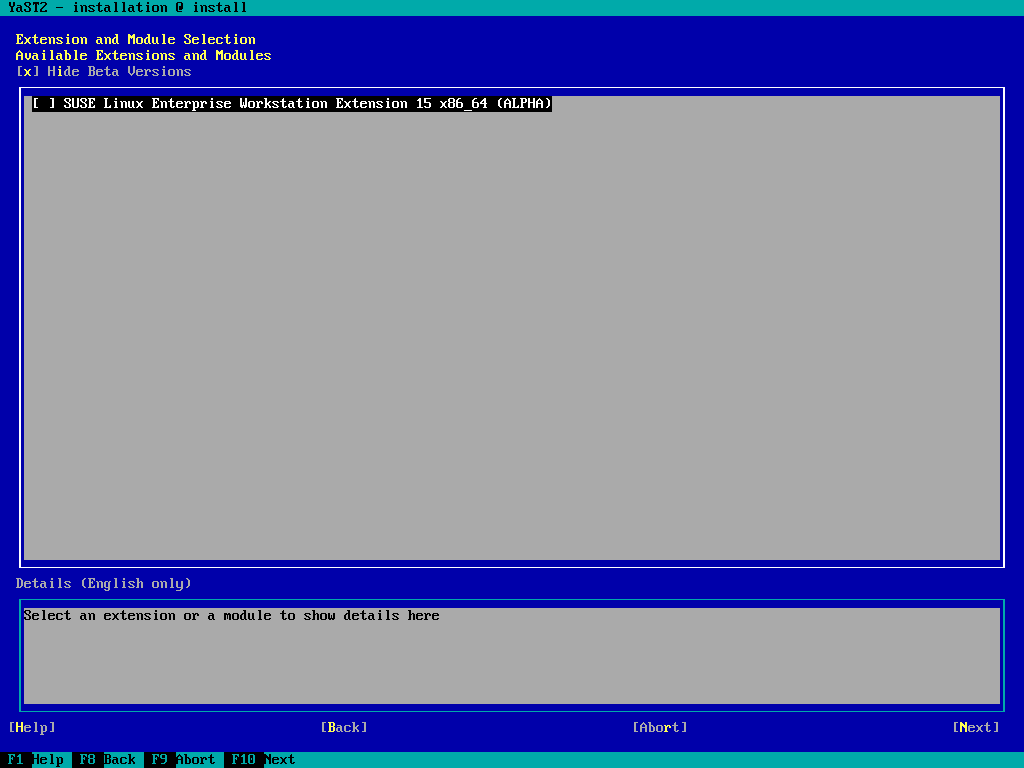 YaST2 - installation @ install
Extension and Module Selection
Available Extensions and Modules
[x] Hide Beta Versions
[ ] SUSE Linux Enterprise Workstation Extension 15 x86_64 (ALPHA)
Details (English only)
Select an extension or a module to show details here
[Help] [Back] [Abort] [Next]
F1 Help F8 Back F9 Abort F10 Next